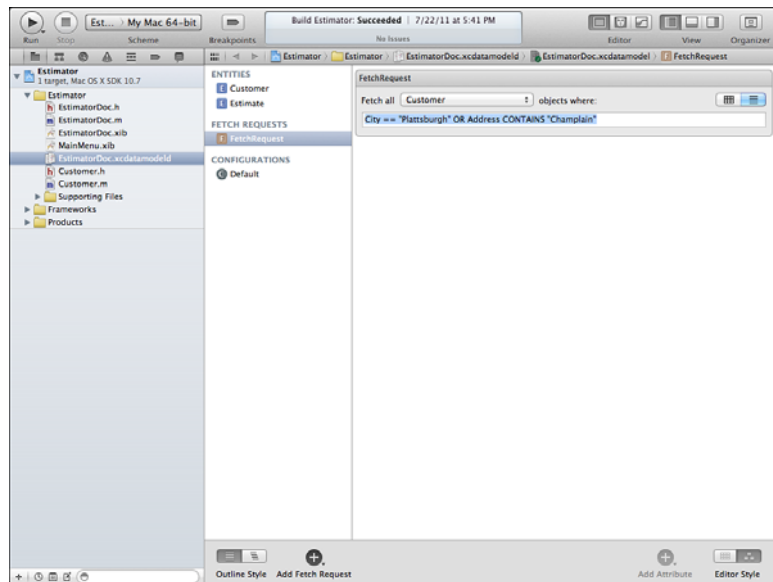 Est... My Mac 64-bit
Build Estimator: Succeeded | 7/22/11 at 5:41 PM
No Issues
Run Stop Scheme Breakpoints Editor View Organizer
Estimator Estimator EstimatorDoc.xcdatamodeld EstimatorDoc.xcdatamodel FetchRequest
Estimator
1 target, Mac OS X SDK 10.7
Estimator
EstimatorDoc.h
EstimatorDoc.m
EstimatorDoc.xib
MainMenu.xib
EstimatorDoc.xcdatamodeld
Customer.h
Customer.m
Supporting Files
Frameworks
Products
ENTITIES
E Customer
E Estimate
FETCH REQUESTS
FetchRequest
CONFIGURATIONS
C Default
FetchRequest
Fetch all Customer objects where:
City == "Plattsburgh" OR Address CONTAINS "Champlain"
Outline Style Add Fetch Request Add Attribute Editor Style